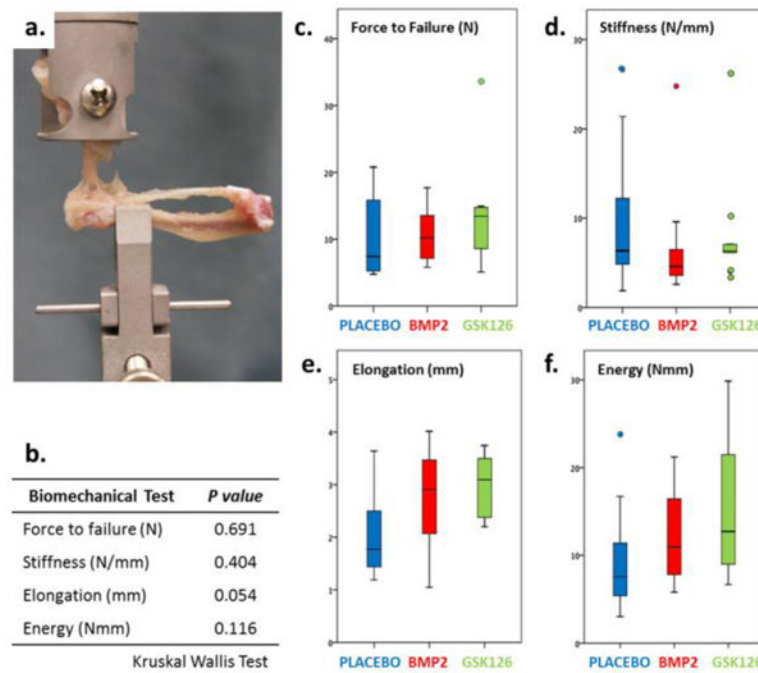 a.
b.
Biomechanical Test P value
Force to failure (N) 0.691
Stiffness (N/mm) 0.404
Elongation (mm) 0.054
Energy (Nmm) 0.116
Kruskal Wallis Test
c.
Force to Failure (N)
40
30
20
10
0
PLACEBO BMP2 GSK126
d.
Stiffness (N/mm)
30
20
10
0
PLACEBO BMP2 GSK126
e.
Elongation (mm)
5
4
3
2
1
0
PLACEBO BMP2 GSK126
f.
Energy (Nmm)
30
20
10
0
PLACEBO BMP2 GSK126